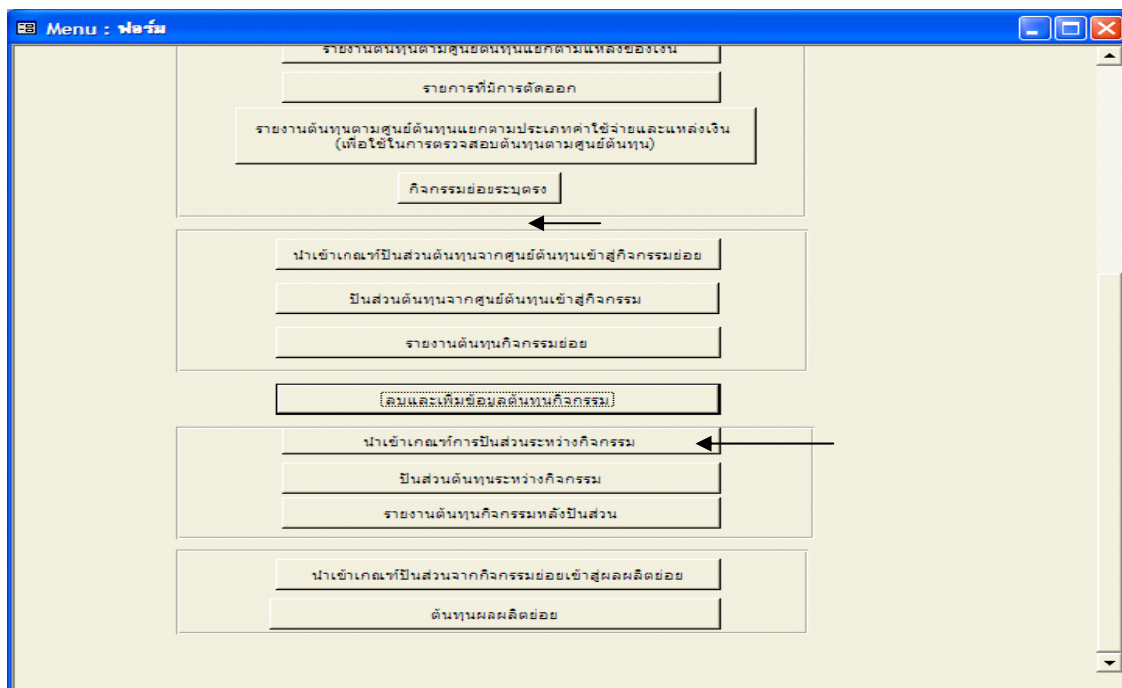 Menu : ฟอร์ม
รายงานต้นทุนตามศูนย์ต้นทุนแยกตามแหล่งของเงิน
รายการที่มีการตัดออก
รายงานต้นทุนตามศูนย์ต้นทุนแยกตามประเภทค่าใช้จ่ายและแหล่งเงิน
(เพื่อใช้ในการตรวจสอบต้นทุนตามศูนย์ต้นทุน)
กิจกรรมย่อยระบุตรง
นำเข้าเกณฑ์ปันส่วนต้นทุนจากศูนย์ต้นทุนเข้าสู่กิจกรรมย่อย
ปันส่วนต้นทุนจากศูนย์ต้นทุนเข้าสู่กิจกรรม
รายงานต้นทุนกิจกรรมย่อย
ลบและเพิ่มข้อมูลต้นทุนกิจกรรม
นำเข้าเกณฑ์การปันส่วนระหว่างกิจกรรม
ปันส่วนต้นทุนระหว่างกิจกรรม
รายงานต้นทุนกิจกรรมหลังปันส่วน
นำเข้าเกณฑ์ปันส่วนจากกิจกรรมย่อยเข้าสู่ผลผลิตย่อย
ต้นทุนผลผลิตย่อย